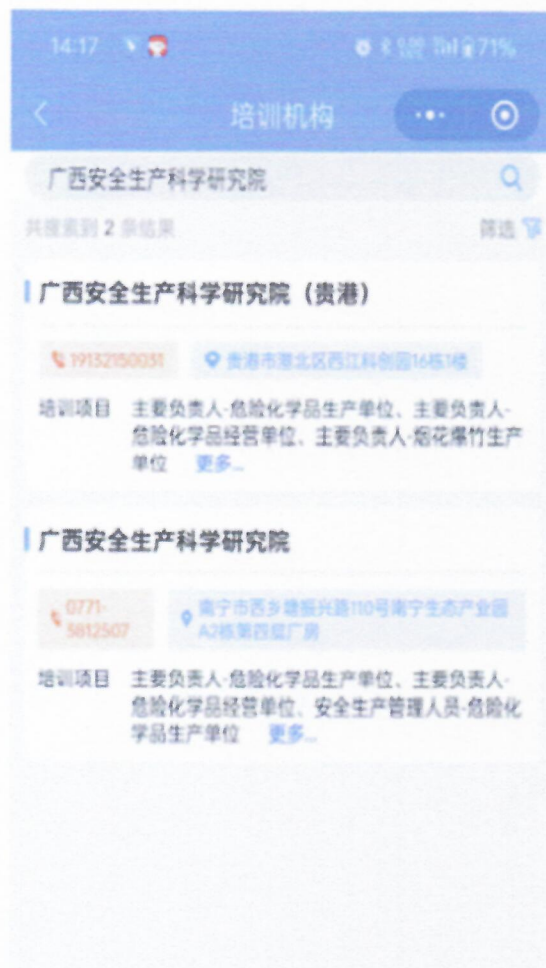 14:17
71%
培训机构
广西安全生产科学研究院
共搜索到 2 条结果
筛选
广西安全生产科学研究院（贵港）
19132150031
贵港市港北区西江科创园16栋1楼
培训项目 主要负责人-危险化学品生产单位、主要负责人-
危险化学品经营单位、主要负责人-烟花爆竹生产
单位 更多...
广西安全生产科学研究院
0771-
5812507
南宁市西乡塘振兴路110号南宁生态产业园
A2栋第四层厂房
培训项目 主要负责人-危险化学品生产单位、主要负责人-
危险化学品经营单位、安全生产管理人员-危险化
学品生产单位 更多...